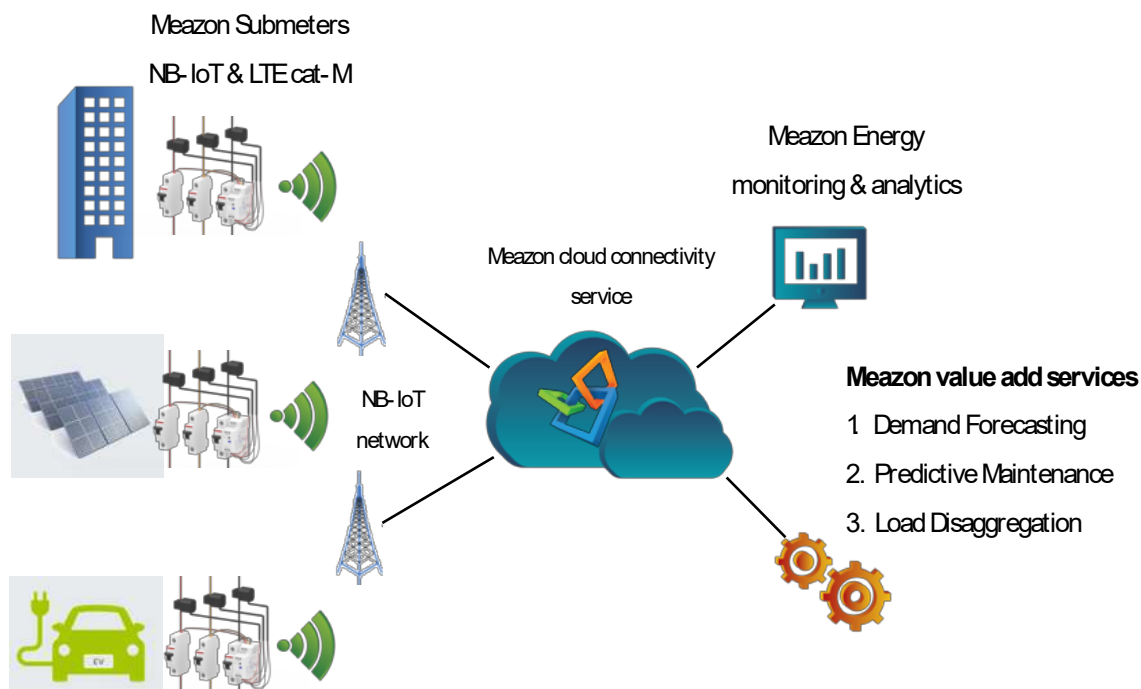 Meazon Submeters
NB-IoT & LTE cat-M
Meazon Energy
monitoring & analytics
Meazon cloud connectivity
service
NB-IoT
network
Meazon value add services
1 Demand Forecasting
2. Predictive Maintenance
3. Load Disaggregation
EV